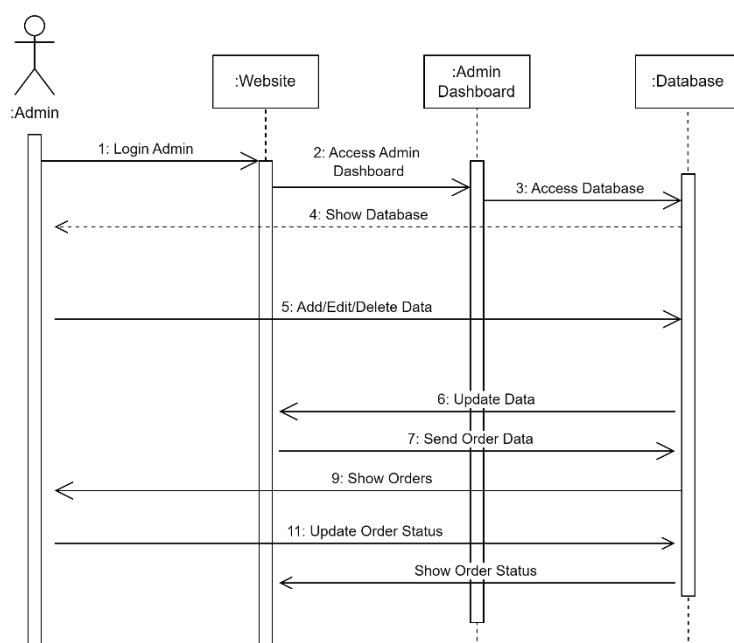 :Website
:Admin
Dashboard
:Database
:Admin
1: Login Admin
2: Access Admin
Dashboard
3: Access Database
4: Show Database
5: Add/Edit/Delete Data
6: Update Data
7: Send Order Data
9: Show Orders
11: Update Order Status
Show Order Status